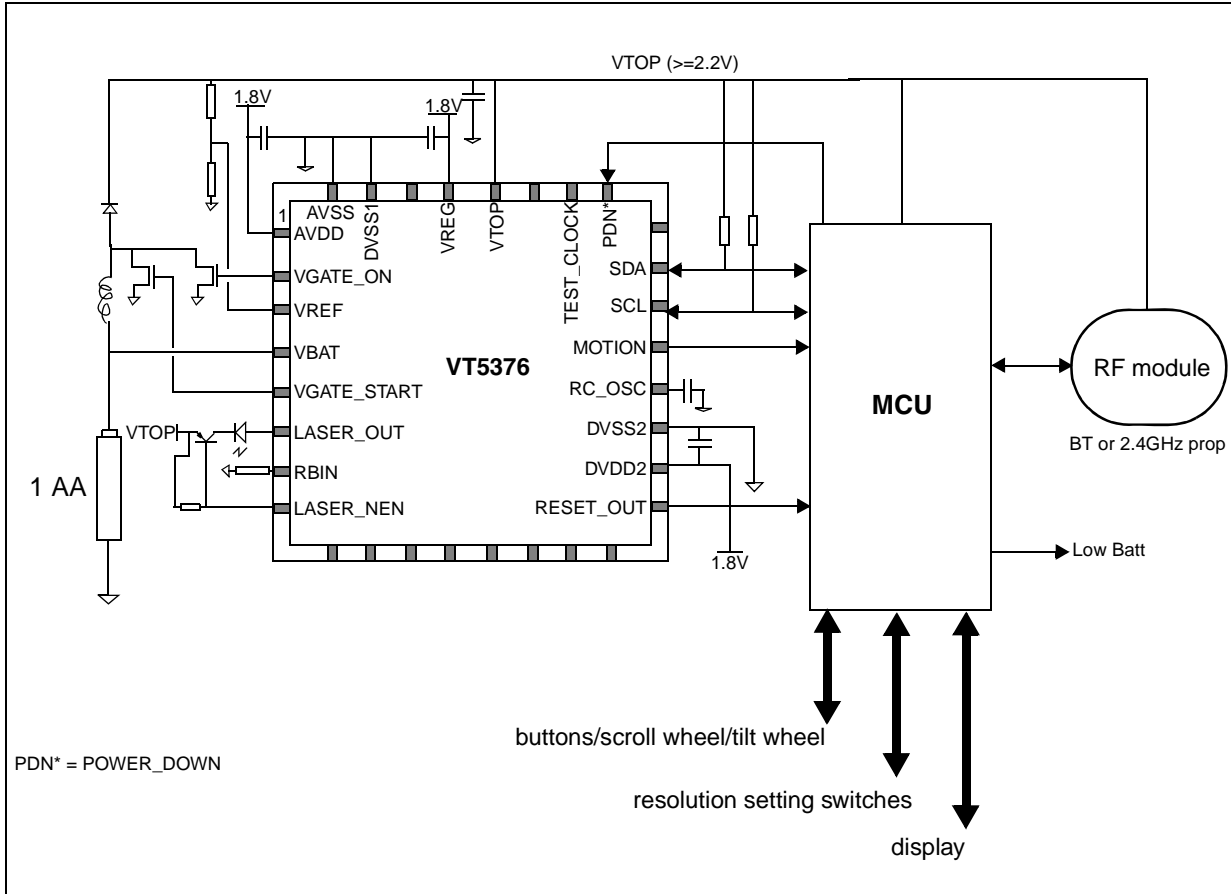 VTOP (>=2.2V)
1.8V
1.8V
1
AVSS
DVSS1
VREG
VTOP
TEST_CLOCK
PDN*
AVDD
VGATE_ON
VREF
VBAT
VGATE_START
LASER_OUT
RBIN
LASER_NEN
VTOP
1 AA
VT5376
SDA
SCL
MOTION
RC_OSC
DVSS2
DVDD2
RESET_OUT
1.8V
MCU
RF module
BT or 2.4GHz prop
Low Batt
buttons/scroll wheel/tilt wheel
PDN* = POWER_DOWN
resolution setting switches
display